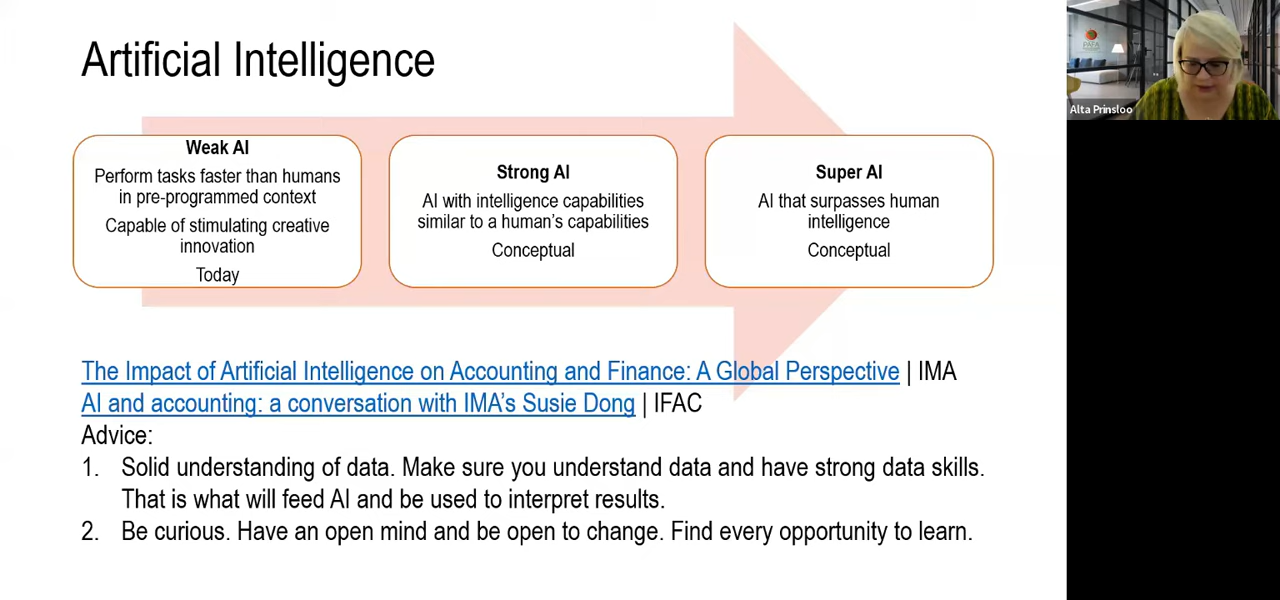 Artificial Intelligence
Weak AI
Perform tasks faster than humans
in pre-programmed context
Capable of stimulating creative
innovation
Today
Strong AI
AI with intelligence capabilities
similar to a human’s capabilities
Conceptual
Super AI
AI that surpasses human
intelligence
Conceptual
The Impact of Artificial Intelligence on Accounting and Finance: A Global Perspective | IMA
AI and accounting: a conversation with IMA’s Susie Dong | IFAC
Advice:
1. Solid understanding of data. Make sure you understand data and have strong data skills.
That is what will feed AI and be used to interpret results.
2. Be curious. Have an open mind and be open to change. Find every opportunity to learn.
PAFA
Alta Prinsloo